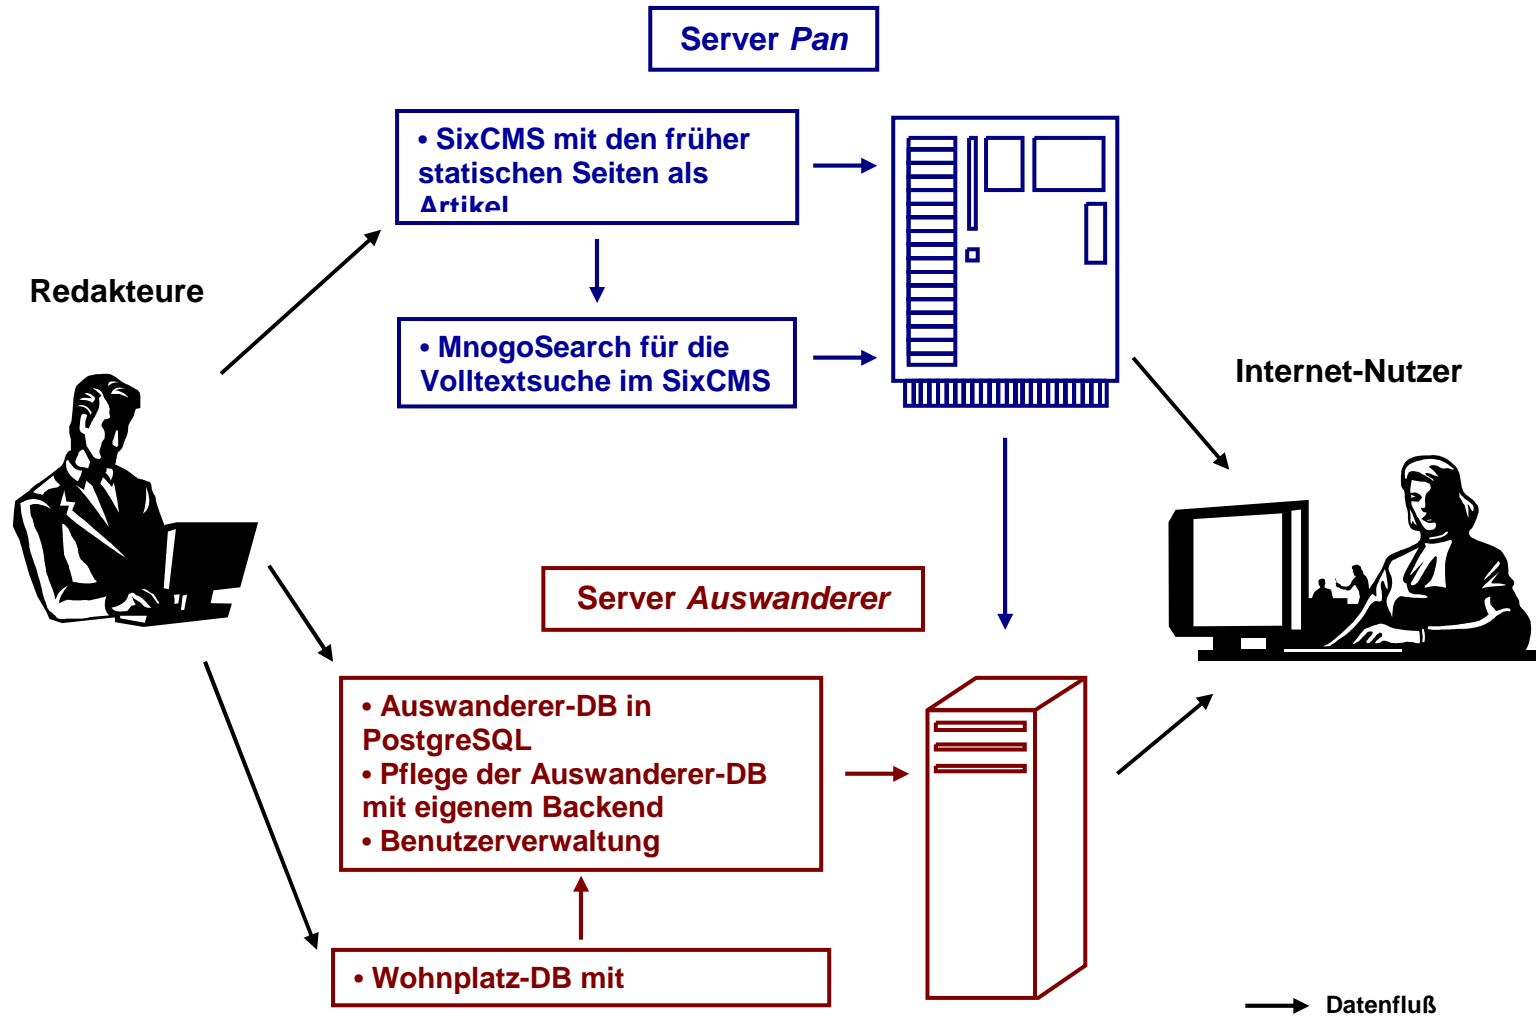 Server Pan
• SixCMS mit den früher
statischen Seiten als
Artikel
Redakteure
• MnogoSearch für die
Volltextsuche im SixCMS
Internet-Nutzer
Server Auswanderer
• Auswanderer-DB in
PostgreSQL
• Pflege der Auswanderer-DB
mit eigenem Backend
• Benutzerverwaltung
• Wohnplatz-DB mit
Datenfluß